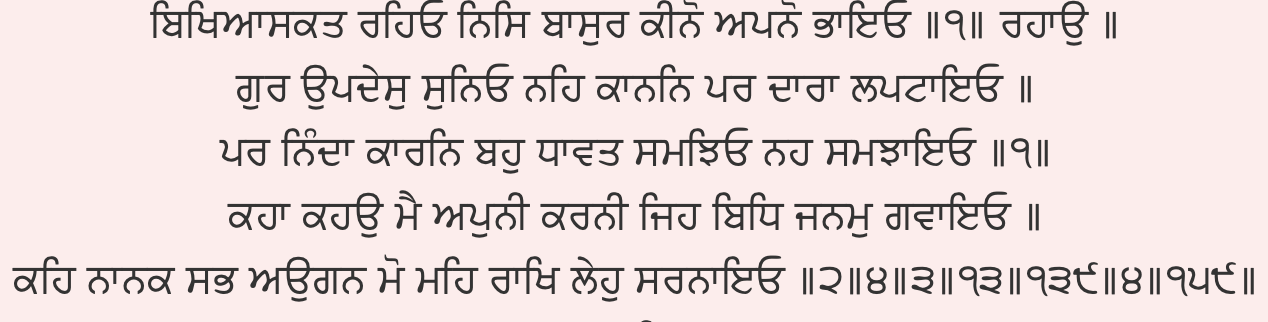 ਬਿਖਿਆਸਕਤ ਰਹਿਓ ਨਿਸਿ ਬਾਸੁਰ ਕੀਨੋ ਅਪਨੋ ਭਾਇਓ ॥੧॥ ਰਹਾਉ ॥
ਗੁਰ ਉਪਦੇਸੁ ਸੁਨਿਓ ਨਹਿ ਕਾਨਨਿ ਪਰ ਦਾਰਾ ਲਪਟਾਇਓ ॥
ਪਰ ਨਿੰਦਾ ਕਾਰਨਿ ਬਹੁ ਧਾਵਤ ਸਮਝਿਓ ਨਹ ਸਮਝਾਇਓ ॥੧॥
ਕਹਾ ਕਹਉ ਮੈ ਅਪੁਨੀ ਕਰਨੀ ਜਿਹ ਬਿਧਿ ਜਨਮੁ ਗਵਾਇਓ ॥
ਕਹਿ ਨਾਨਕ ਸਭ ਅਉਗਨ ਮੋ ਮਹਿ ਰਾਖਿ ਲੇਹੁ ਸਰਨਾਇਓ ॥੨॥੪॥੩॥੧੩॥੧੩੯॥੪॥੧੫੯॥